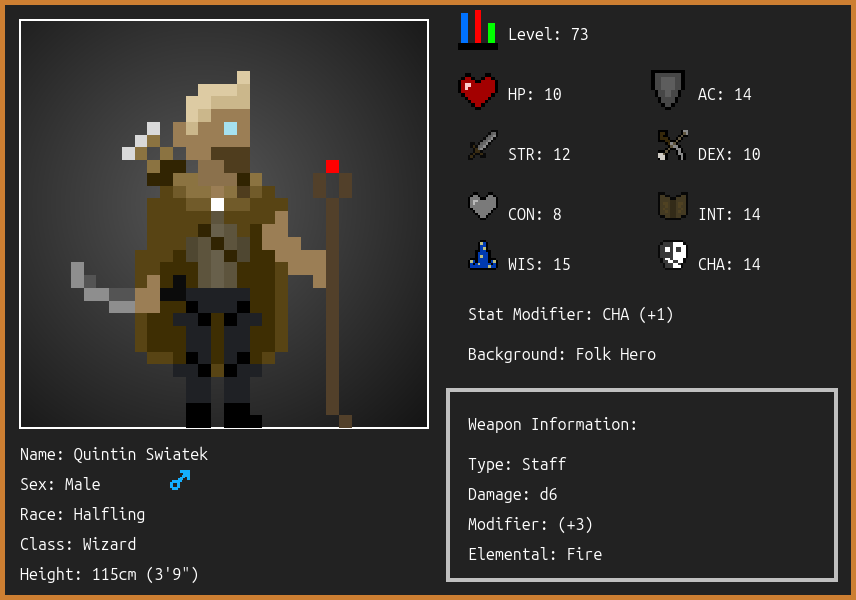 Level: 73
HP: 10
AC: 14
STR: 12
DEX: 10
CON: 8
INT: 14
WIS: 15
CHA: 14
Stat Modifier: CHA (+1)
Background: Folk Hero
Weapon Information:
Type: Staff
Damage: d6
Modifier: (+3)
Elemental: Fire
Name: Quintin Swiatek
Sex: Male
Race: Halfling
Class: Wizard
Height: 115cm (3'9")